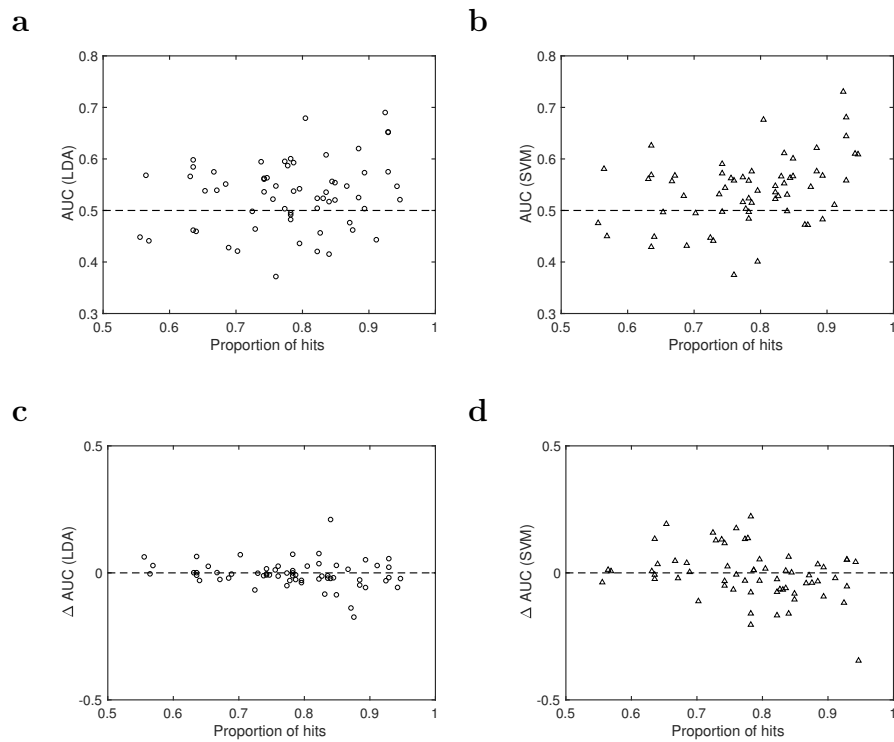 a
0.8
0.7
0.6
0.5
0.4
0.3
AUC (LDA)
0.5 0.6 0.7 0.8 0.9 1
Proportion of hits
b
0.8
0.7
0.6
0.5
0.4
0.3
AUC (SVM)
0.5 0.6 0.7 0.8 0.9 1
Proportion of hits
c
0.5
0
-0.5
Δ AUC (LDA)
0.5 0.6 0.7 0.8 0.9 1
Proportion of hits
d
0.5
0
-0.5
Δ AUC (SVM)
0.5 0.6 0.7 0.8 0.9 1
Proportion of hits